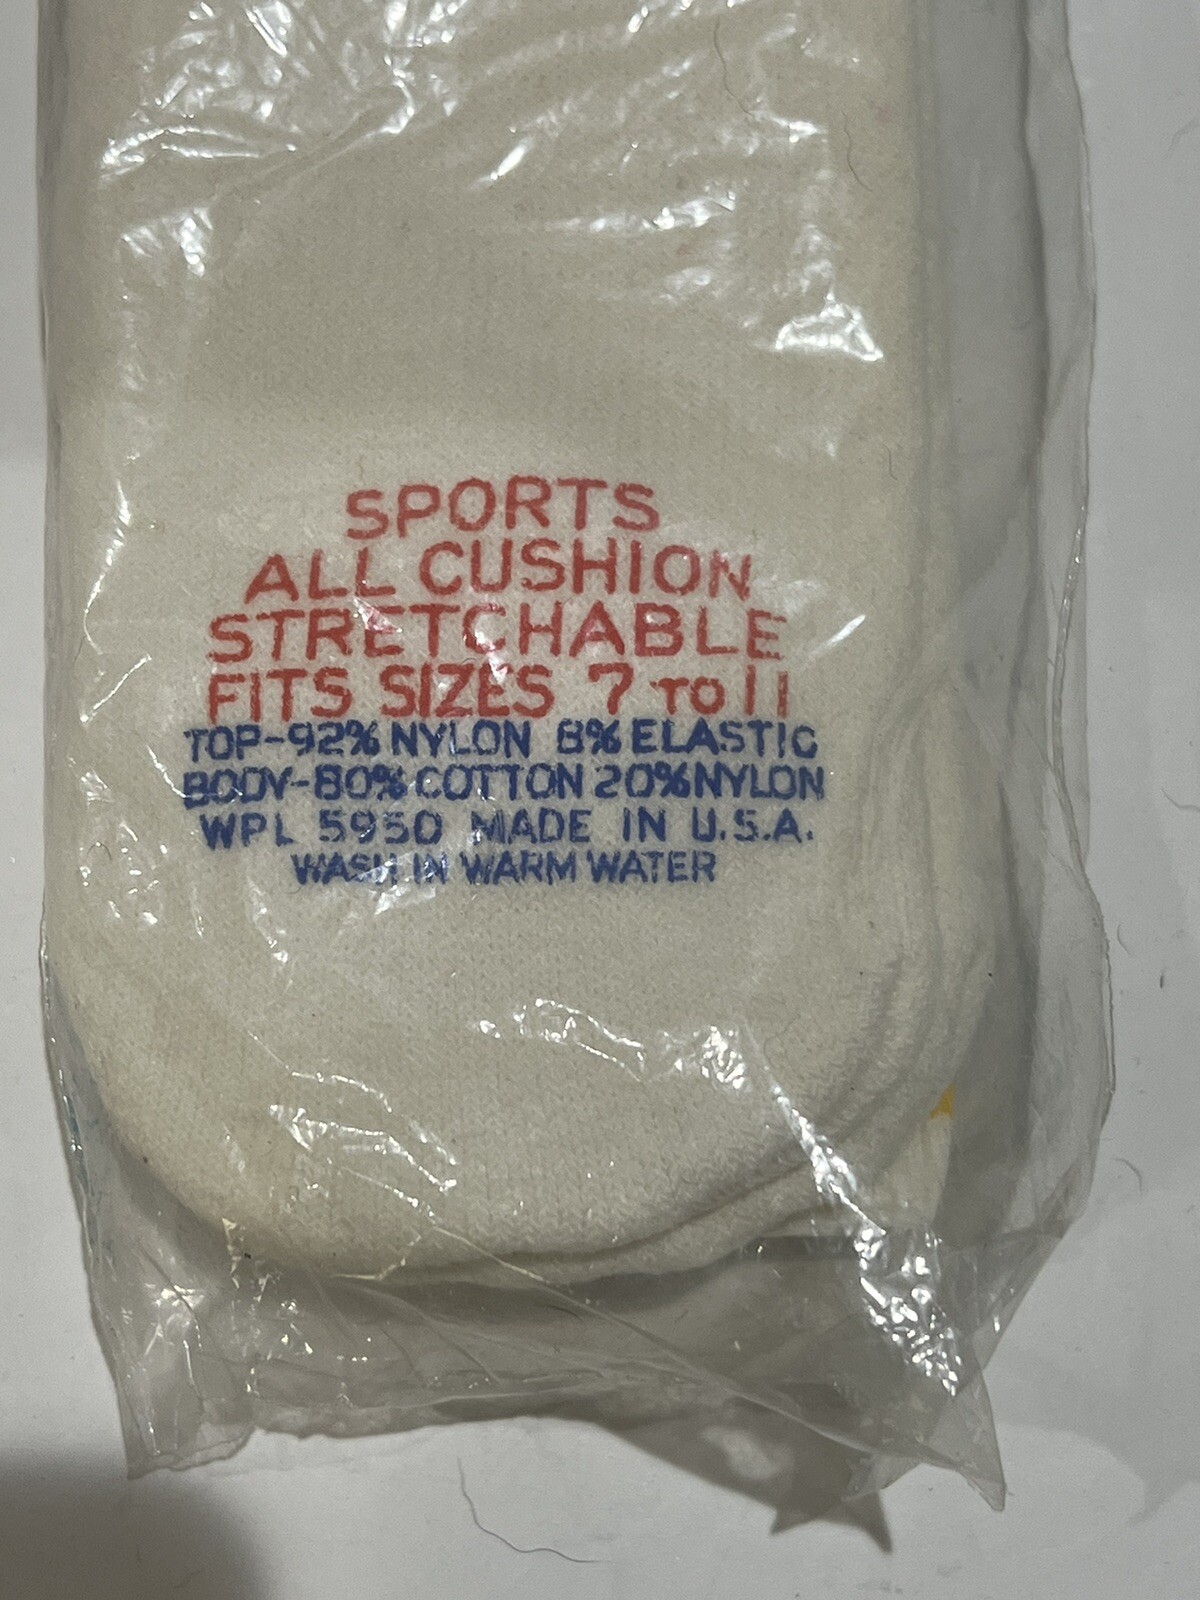 SPORTS
ALL CUSHION
STRETCHABLE
FITS SIZES 7 TO 11
TOP-92% NYLON 8% ELASTIC
BODY-80% COTTON 20% NYLON
WPL 5950 MADE IN U.S.A.
WASH IN WARM WATER